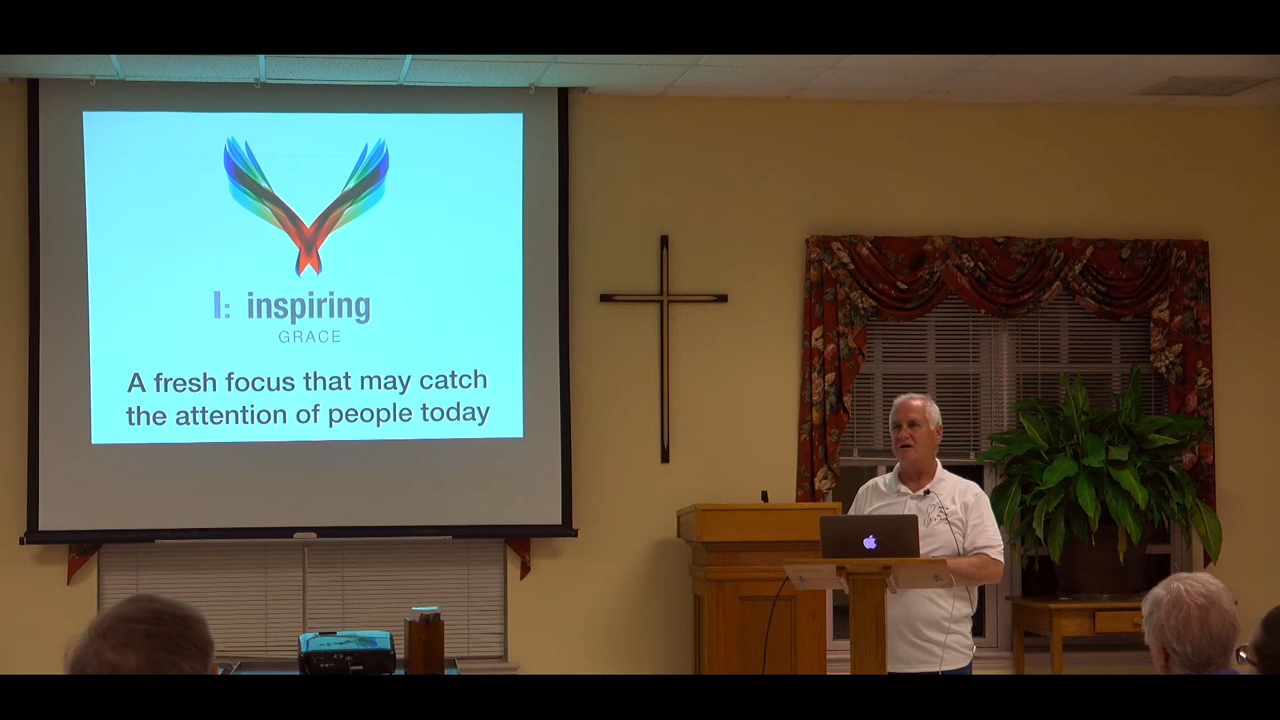 I: inspiring
GRACE
A fresh focus that may catch
the attention of people today